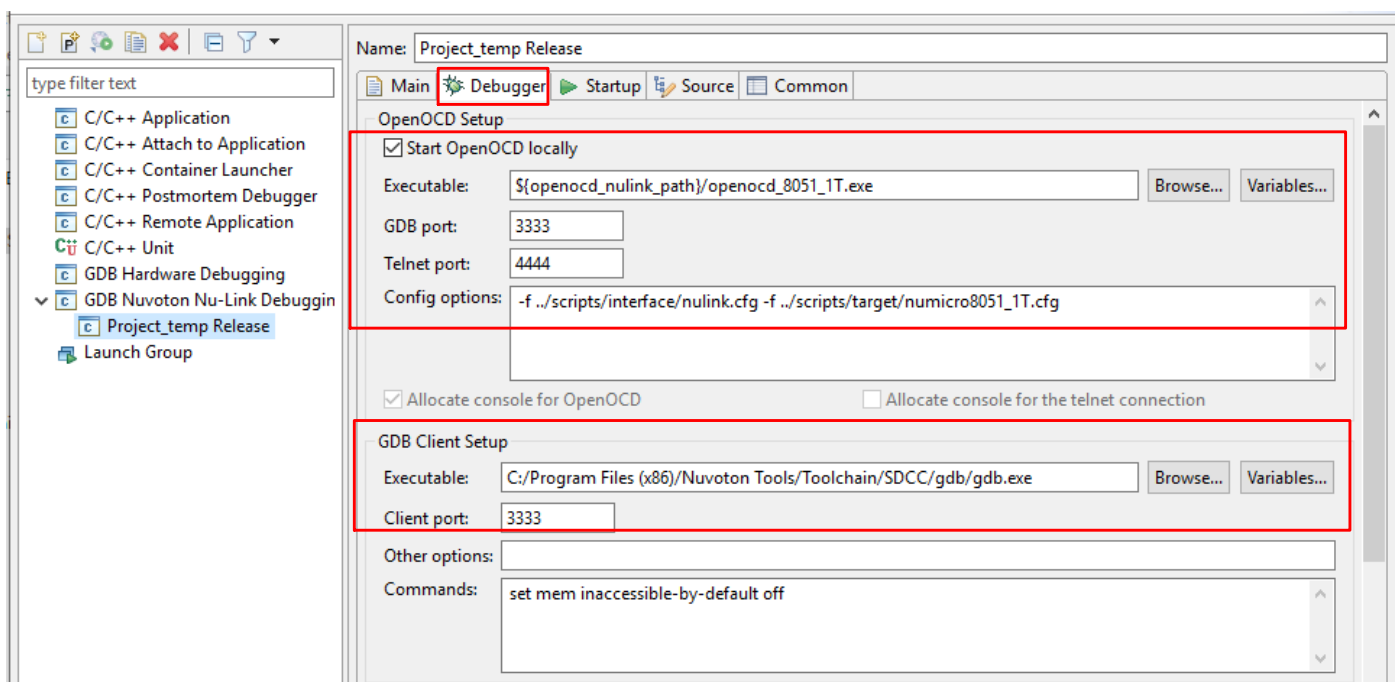 Name: Project_temp Release
type filter text
Main Debugger Startup Source Common
C/C++ Application
C/C++ Attach to Application
C/C++ Container Launcher
C/C++ Postmortem Debugger
C/C++ Remote Application
C/C++ Unit
GDB Hardware Debugging
GDB Nuvoton Nu-Link Debuggin
Project_temp Release
Launch Group
OpenOCD Setup
Start OpenOCD locally
Executable: ${openocd_nulink_path}/openocd_8051_1T.exe Browse... Variables...
GDB port: 3333
Telnet port: 4444
Config options: -f ../scripts/interface/nulink.cfg -f ../scripts/target/numicro8051_1T.cfg
Allocate console for OpenOCD Allocate console for the telnet connection
GDB Client Setup
Executable: C:/Program Files (x86)/Nuvoton Tools/Toolchain/SDCC/gdb/gdb.exe Browse... Variables...
Client port: 3333
Other options:
Commands: set mem inaccessible-by-default off